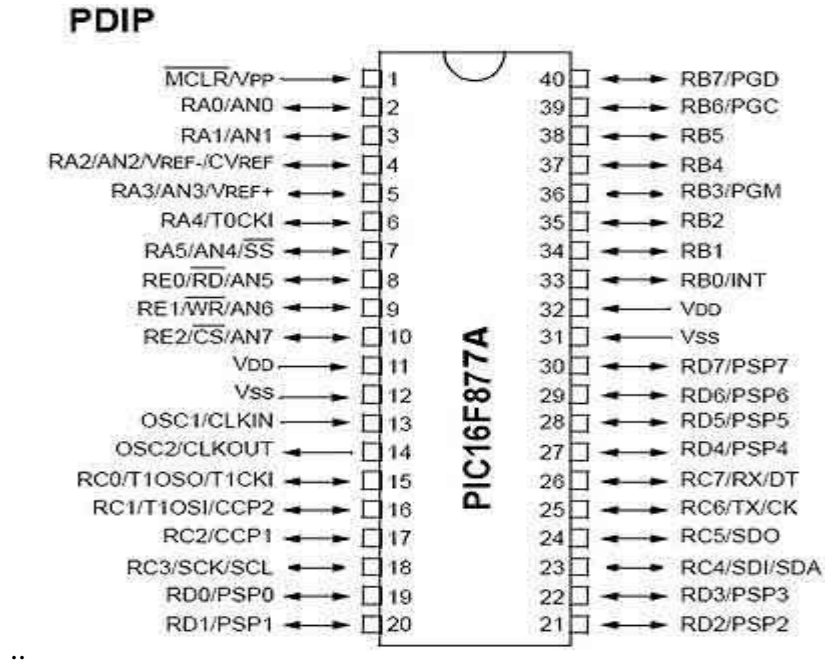 PDIP
MCLR/VPP 1 40 RB7/PGD
RA0/AN0 2 39 RB6/PGC
RA1/AN1 3 38 RB5
RA2/AN2/VREF-/CVREF 4 37 RB4
RA3/AN3/VREF+ 5 36 RB3/PGM
RA4/T0CKI 6 35 RB2
RA5/AN4/SS 7 34 RB1
RE0/RD/AN5 8 33 RB0/INT
RE1/WR/AN6 9 32 VDD
RE2/CS/AN7 10 31 VSS
VDD 11 30 RD7/PSP7
VSS 12 29 RD6/PSP6
OSC1/CLKIN 13 28 RD5/PSP5
OSC2/CLKOUT 14 27 RD4/PSP4
RC0/T1OSO/T1CKI 15 26 RC7/RX/DT
RC1/T1OSI/CCP2 16 25 RC6/TX/CK
RC2/CCP1 17 24 RC5/SDO
RC3/SCK/SCL 18 23 RC4/SDI/SDA
RD0/PSP0 19 22 RD3/PSP3
RD1/PSP1 20 21 RD2/PSP2
PIC16F877A
..